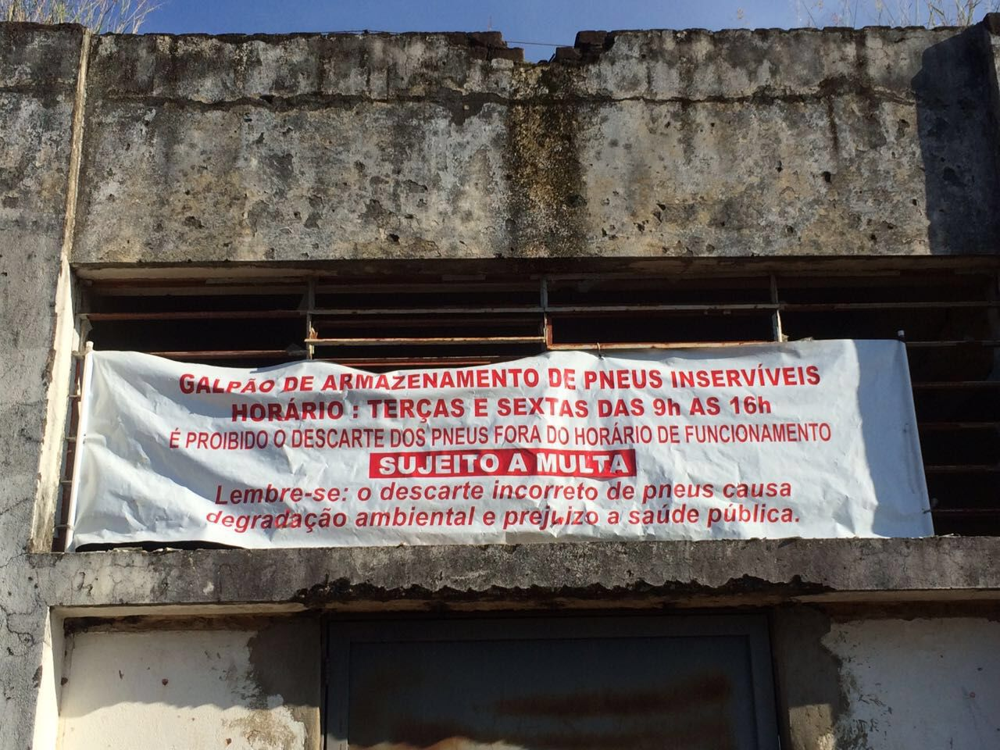 GALPÃO DE ARMAZENAMENTO DE PNEUS INSERVÍVEIS
HORÁRIO : TERÇAS E SEXTAS DAS 9h AS 16h
É PROIBIDO O DESCARTE DOS PNEUS FORA DO HORÁRIO DE FUNCIONAMENTO
SUJEITO A MULTA
Lembre-se: o descarte incorreto de pneus causa
degradação ambiental e prejuizo a saúde pública.